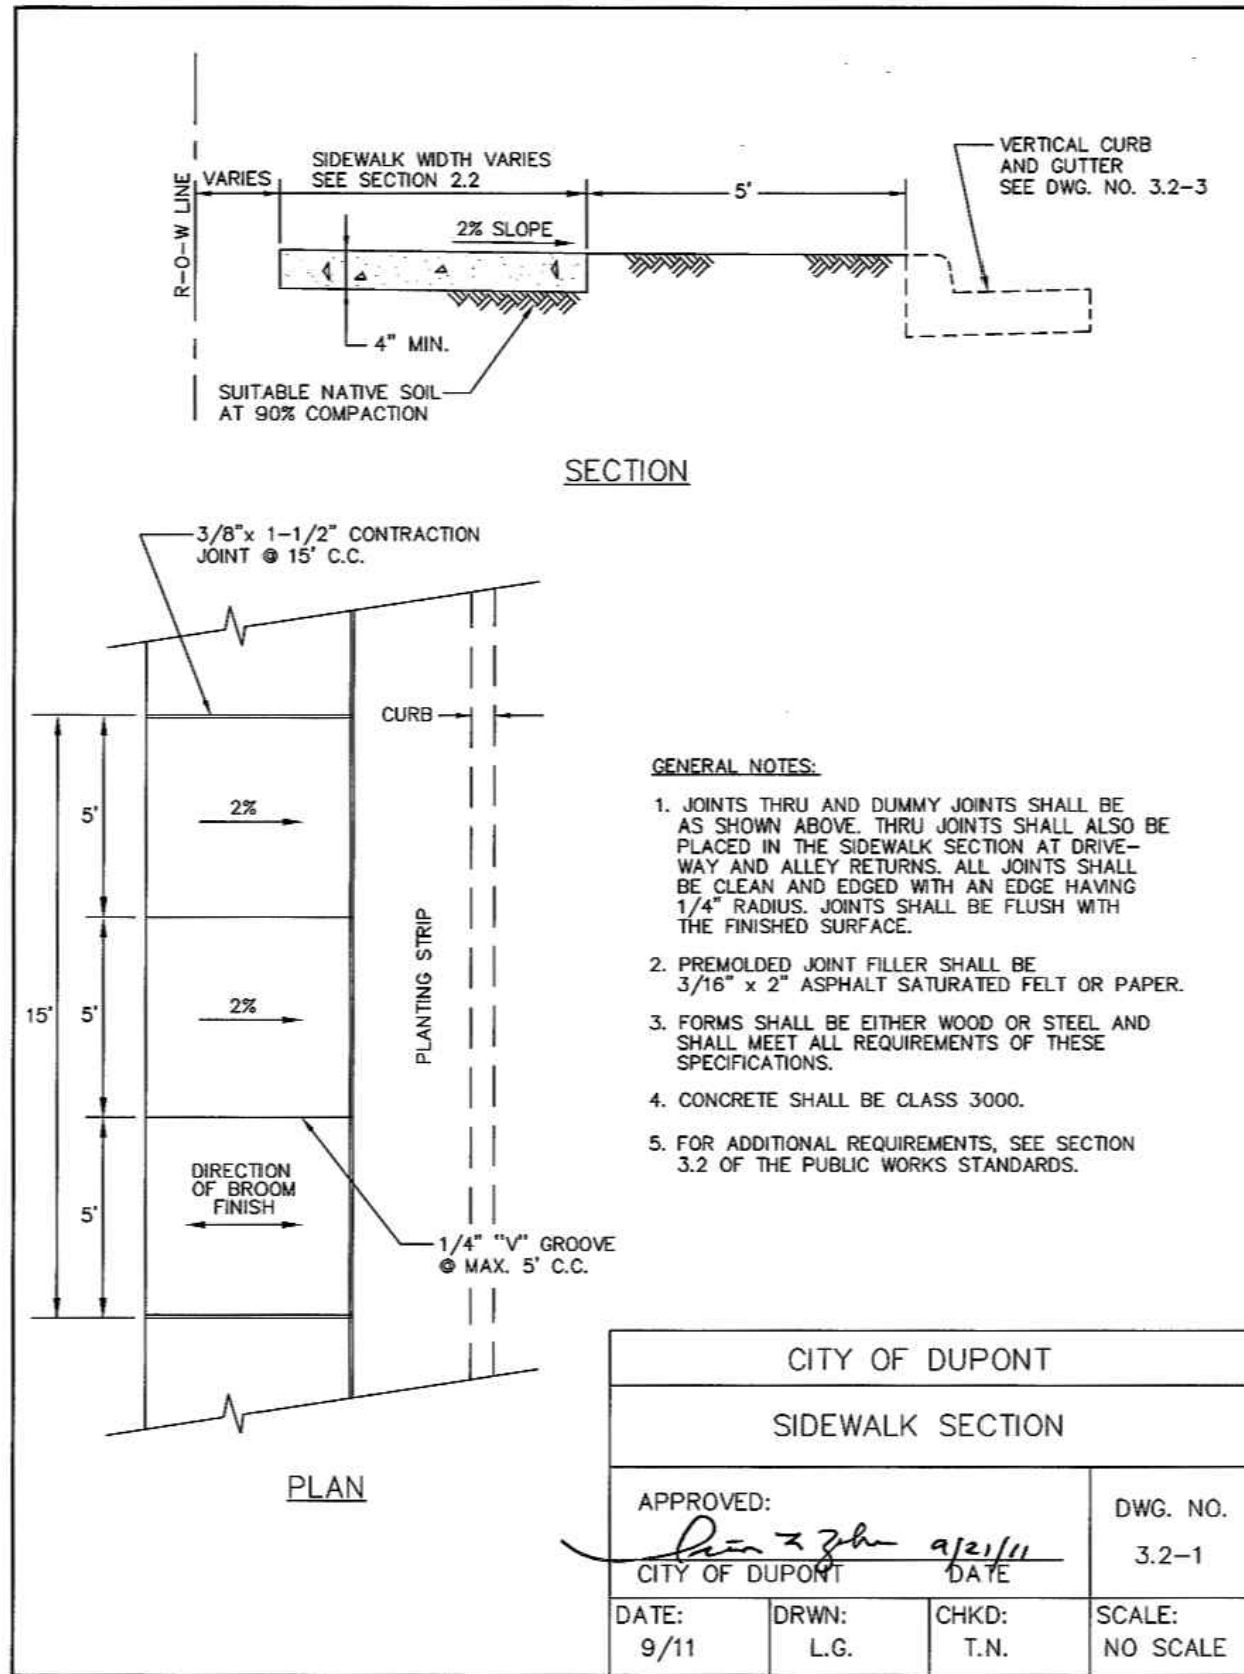 R-O-W LINE
VARIES
SIDEWALK WIDTH VARIES
SEE SECTION 2.2
5'
VERTICAL CURB
AND GUTTER
SEE DWG. NO. 3.2-3
2% SLOPE
4" MIN.
SUITABLE NATIVE SOIL
AT 90% COMPACTION
SECTION
3/8"x 1-1/2" CONTRACTION
JOINT @ 15' C.C.
CURB
5'
2%
15'
5'
2%
PLANTING STRIP
5'
DIRECTION
OF BROOM
FINISH
1/4" "V" GROOVE
@ MAX. 5' C.C.
PLAN
GENERAL NOTES:
1. JOINTS THRU AND DUMMY JOINTS SHALL BE
AS SHOWN ABOVE. THRU JOINTS SHALL ALSO BE
PLACED IN THE SIDEWALK SECTION AT DRIVE-
WAY AND ALLEY RETURNS. ALL JOINTS SHALL
BE CLEAN AND EDGED WITH AN EDGE HAVING
1/4" RADIUS. JOINTS SHALL BE FLUSH WITH
THE FINISHED SURFACE.
2. PREMOLDED JOINT FILLER SHALL BE
3/16" x 2" ASPHALT SATURATED FELT OR PAPER.
3. FORMS SHALL BE EITHER WOOD OR STEEL AND
SHALL MEET ALL REQUIREMENTS OF THESE
SPECIFICATIONS.
4. CONCRETE SHALL BE CLASS 3000.
5. FOR ADDITIONAL REQUIREMENTS, SEE SECTION
3.2 OF THE PUBLIC WORKS STANDARDS.
CITY OF DUPONT
SIDEWALK SECTION
APPROVED:
9/21/11
CITY OF DUPONT DATE
DWG. NO.
3.2-1
DATE:
9/11
DRWN:
L.G.
CHKD:
T.N.
SCALE:
NO SCALE